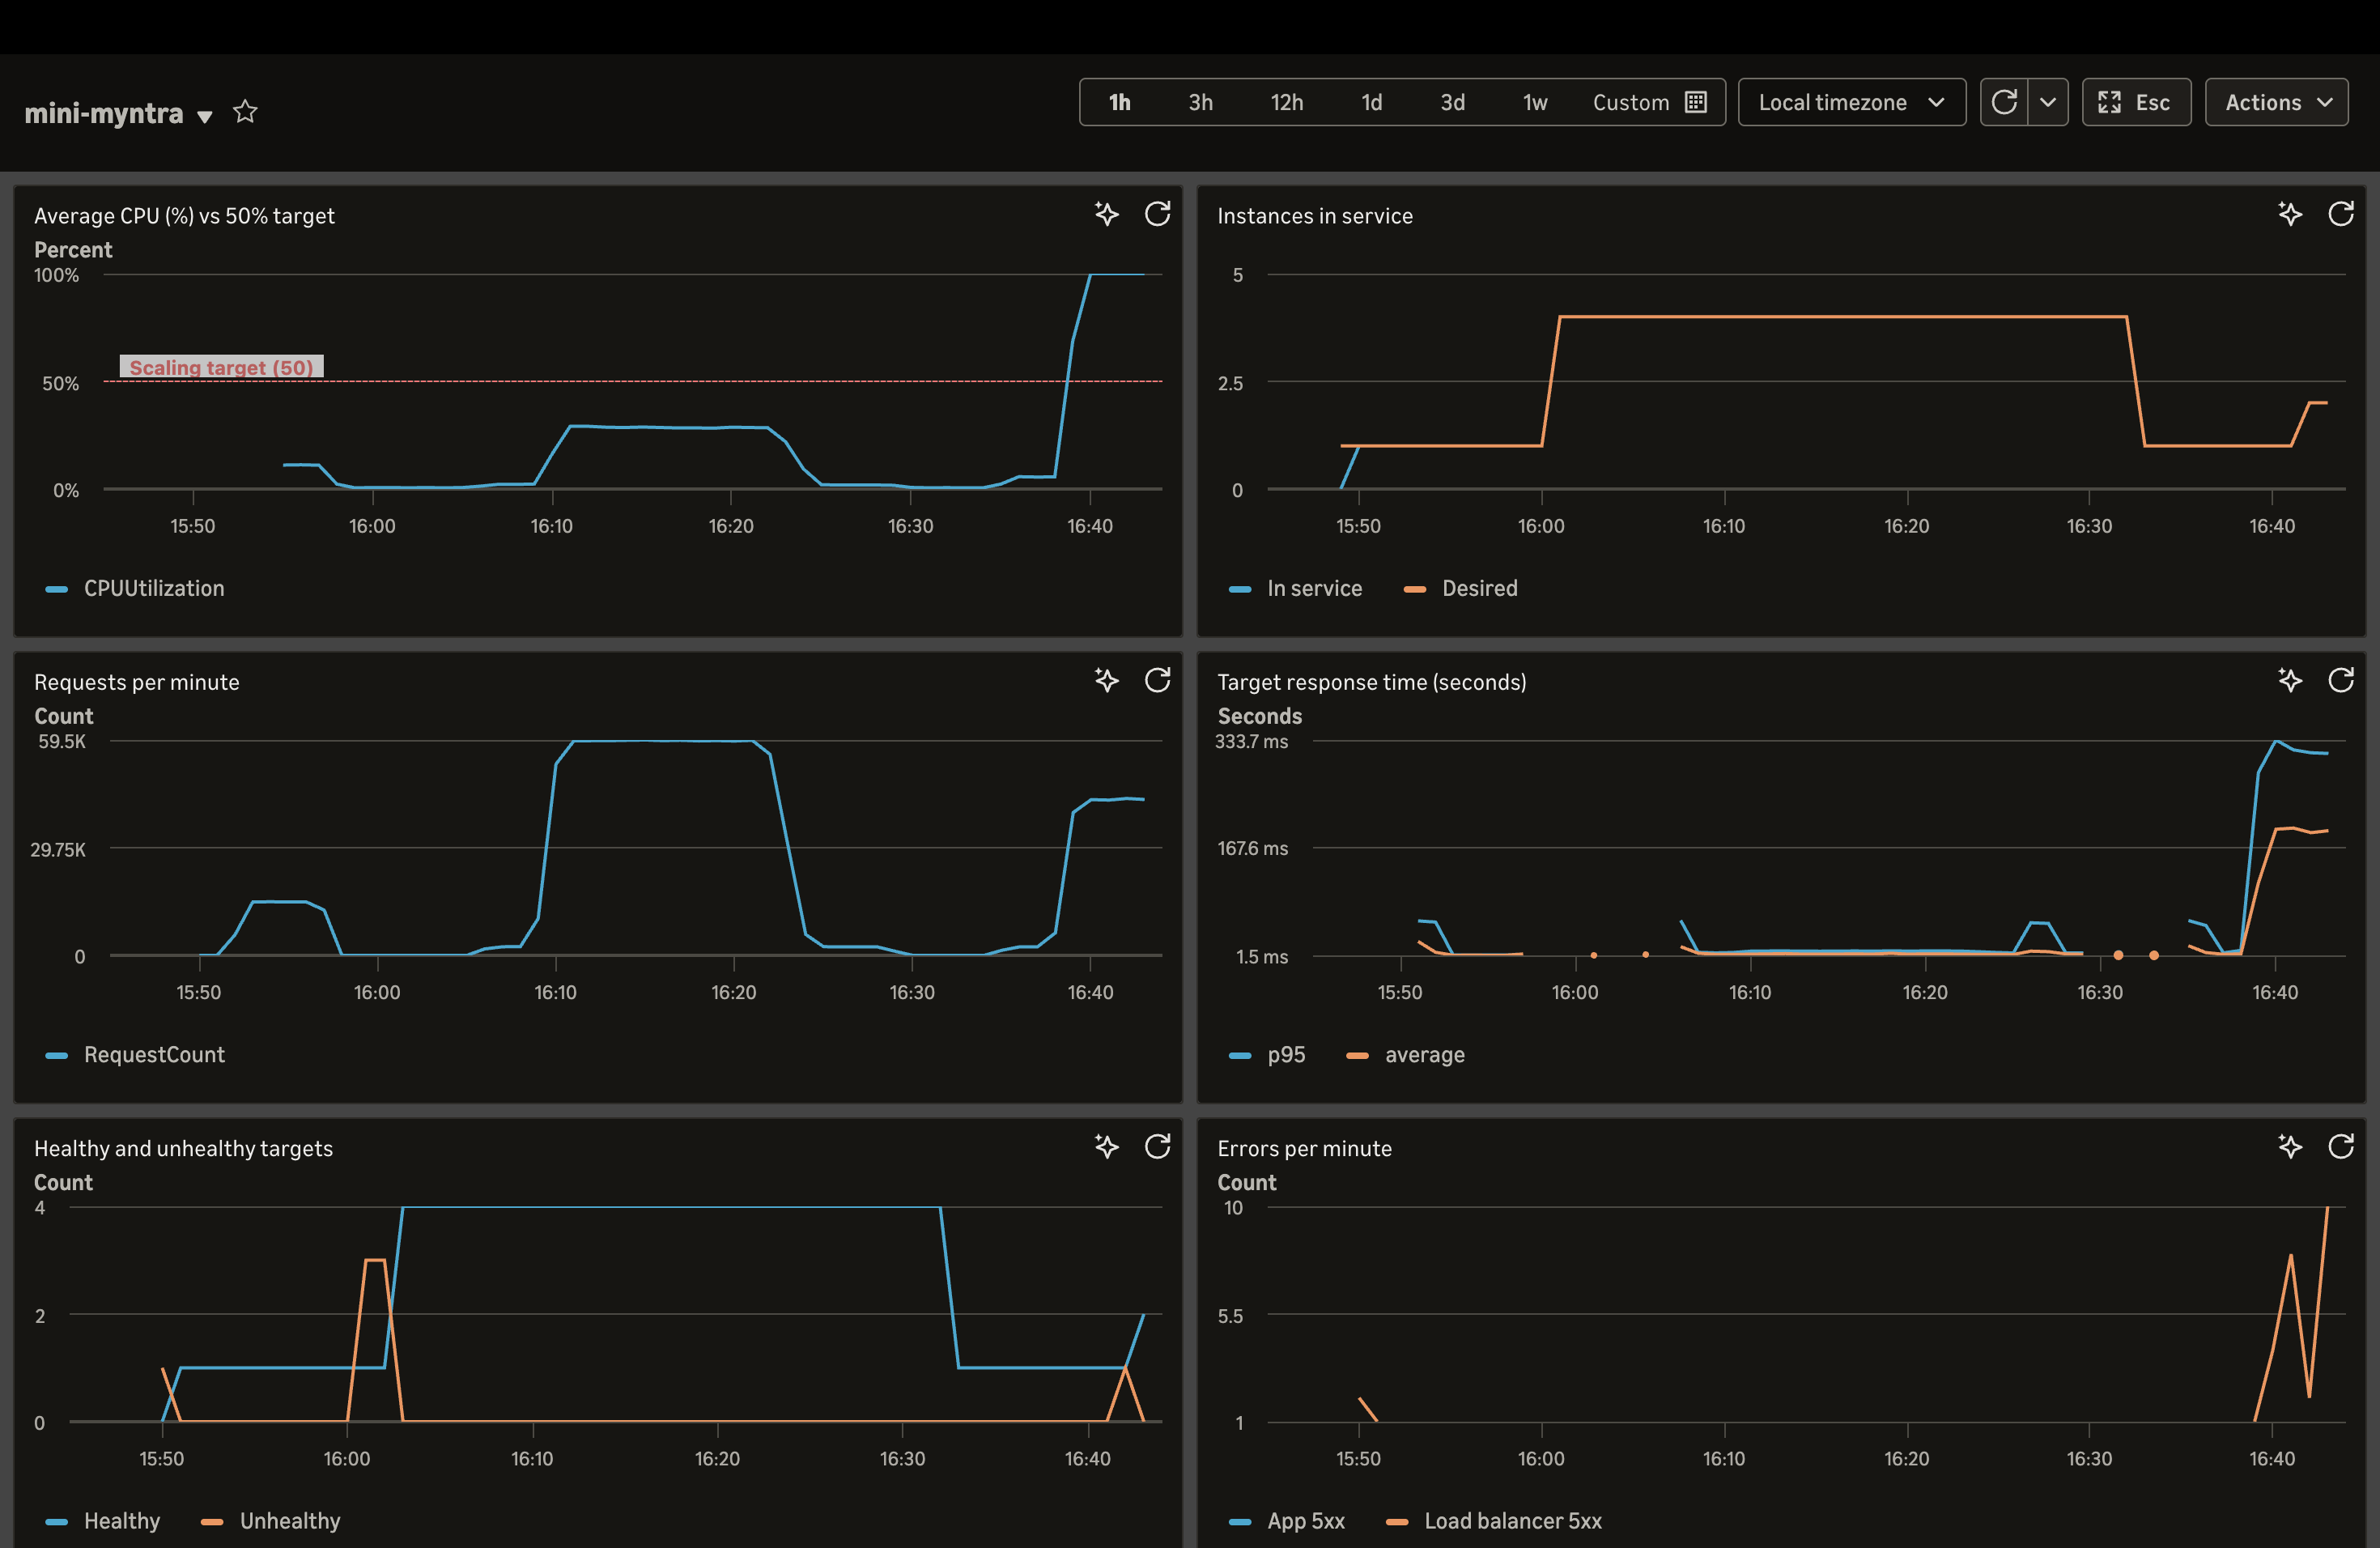 mini-myntra
1h 3h 12h 1d 3d 1w Custom Local timezone Esc Actions
Average CPU (%) vs 50% target
Percent
100%
Scaling target (50)
50%
0%
15:50 16:00 16:10 16:20 16:30 16:40
CPUUtilization
Instances in service
5
2.5
0
15:50 16:00 16:10 16:20 16:30 16:40
In service Desired
Requests per minute
Count
59.5K
29.75K
0
15:50 16:00 16:10 16:20 16:30 16:40
RequestCount
Target response time (seconds)
Seconds
333.7 ms
167.6 ms
1.5 ms
15:50 16:00 16:10 16:20 16:30 16:40
p95 average
Healthy and unhealthy targets
Count
4
2
0
15:50 16:00 16:10 16:20 16:30 16:40
Healthy Unhealthy
Errors per minute
Count
10
5.5
1
15:50 16:00 16:10 16:20 16:30 16:40
App 5xx Load balancer 5xx